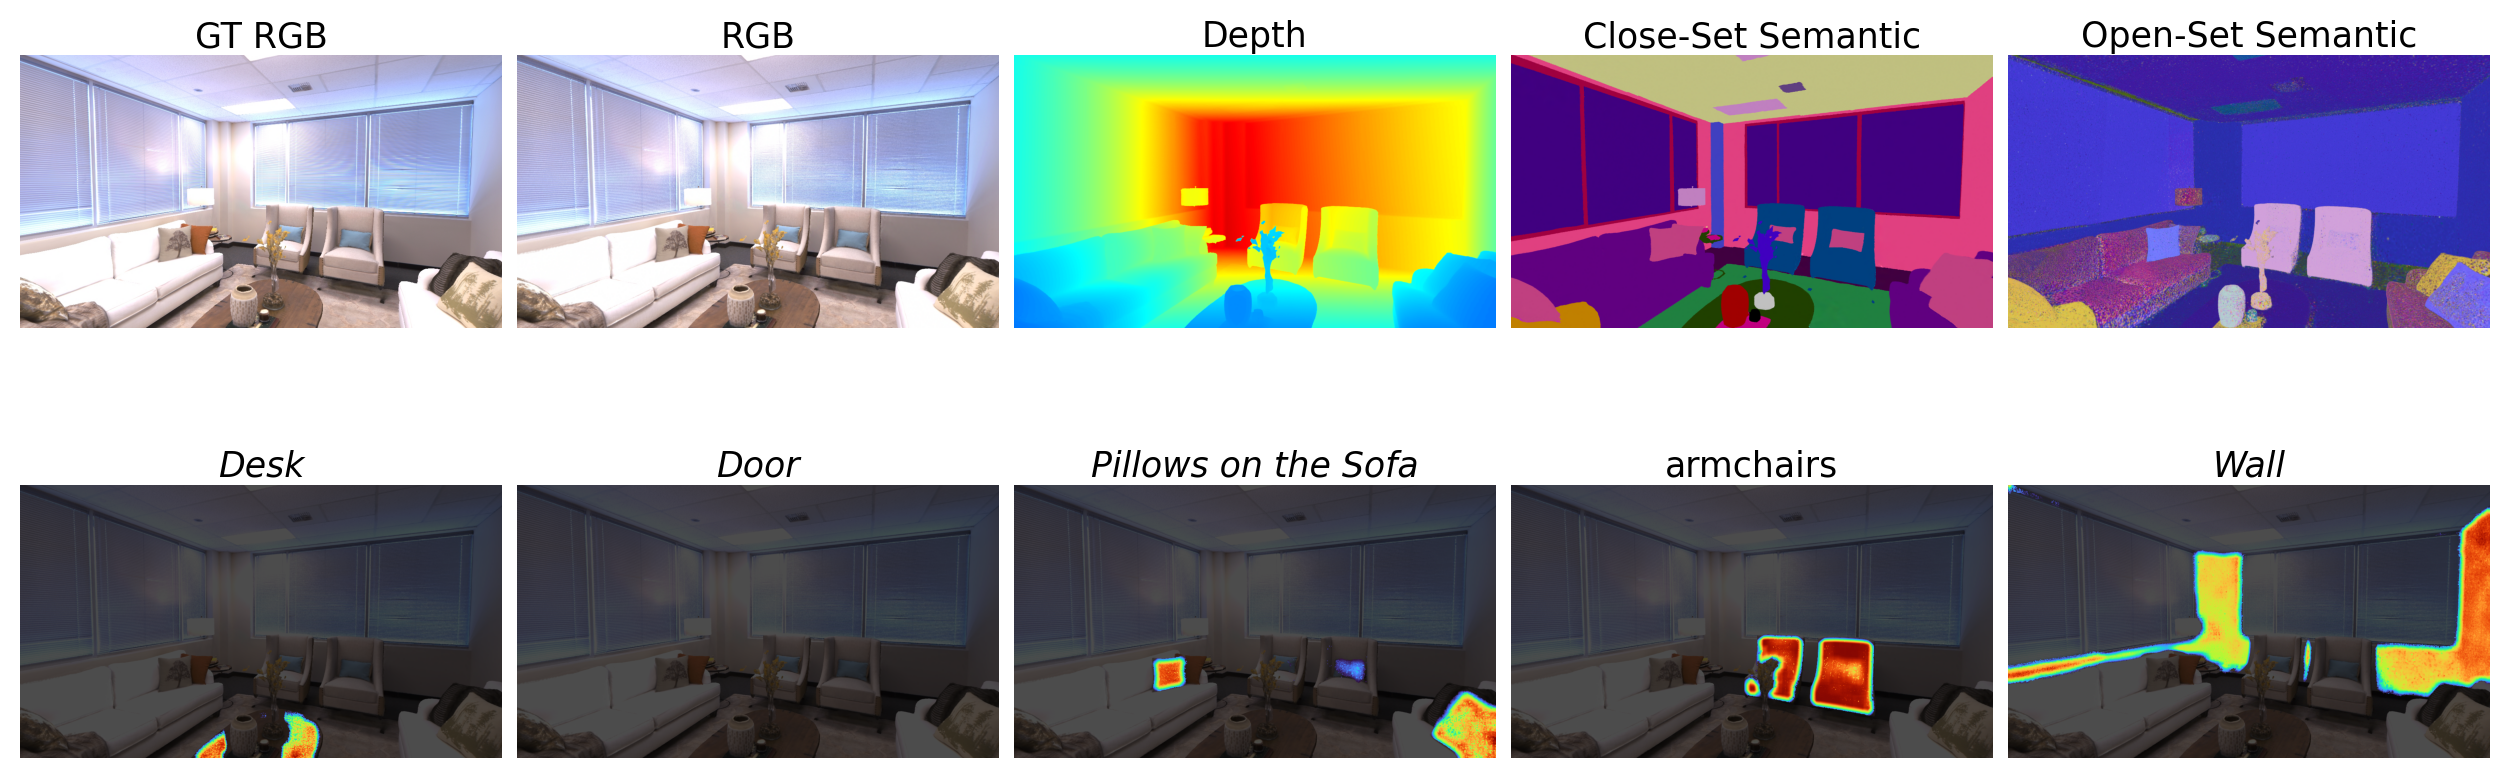 GT RGB
RGB
Depth
Close-Set Semantic
Open-Set Semantic
Desk
Door
Pillows on the Sofa
armchairs
Wall